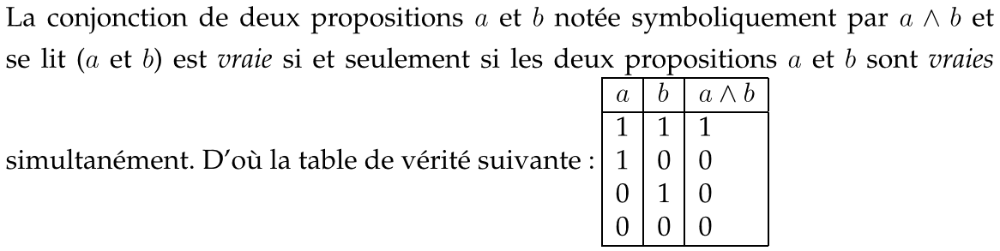 La conjonction de deux propositions a et b notée symboliquement par a ∧ b et
se lit (a et b) est vraie si et seulement si les deux propositions a et b sont vraies
simultanément. D'où la table de vérité suivante :
a b a ∧ b
1 1 1
1 0 0
0 1 0
0 0 0